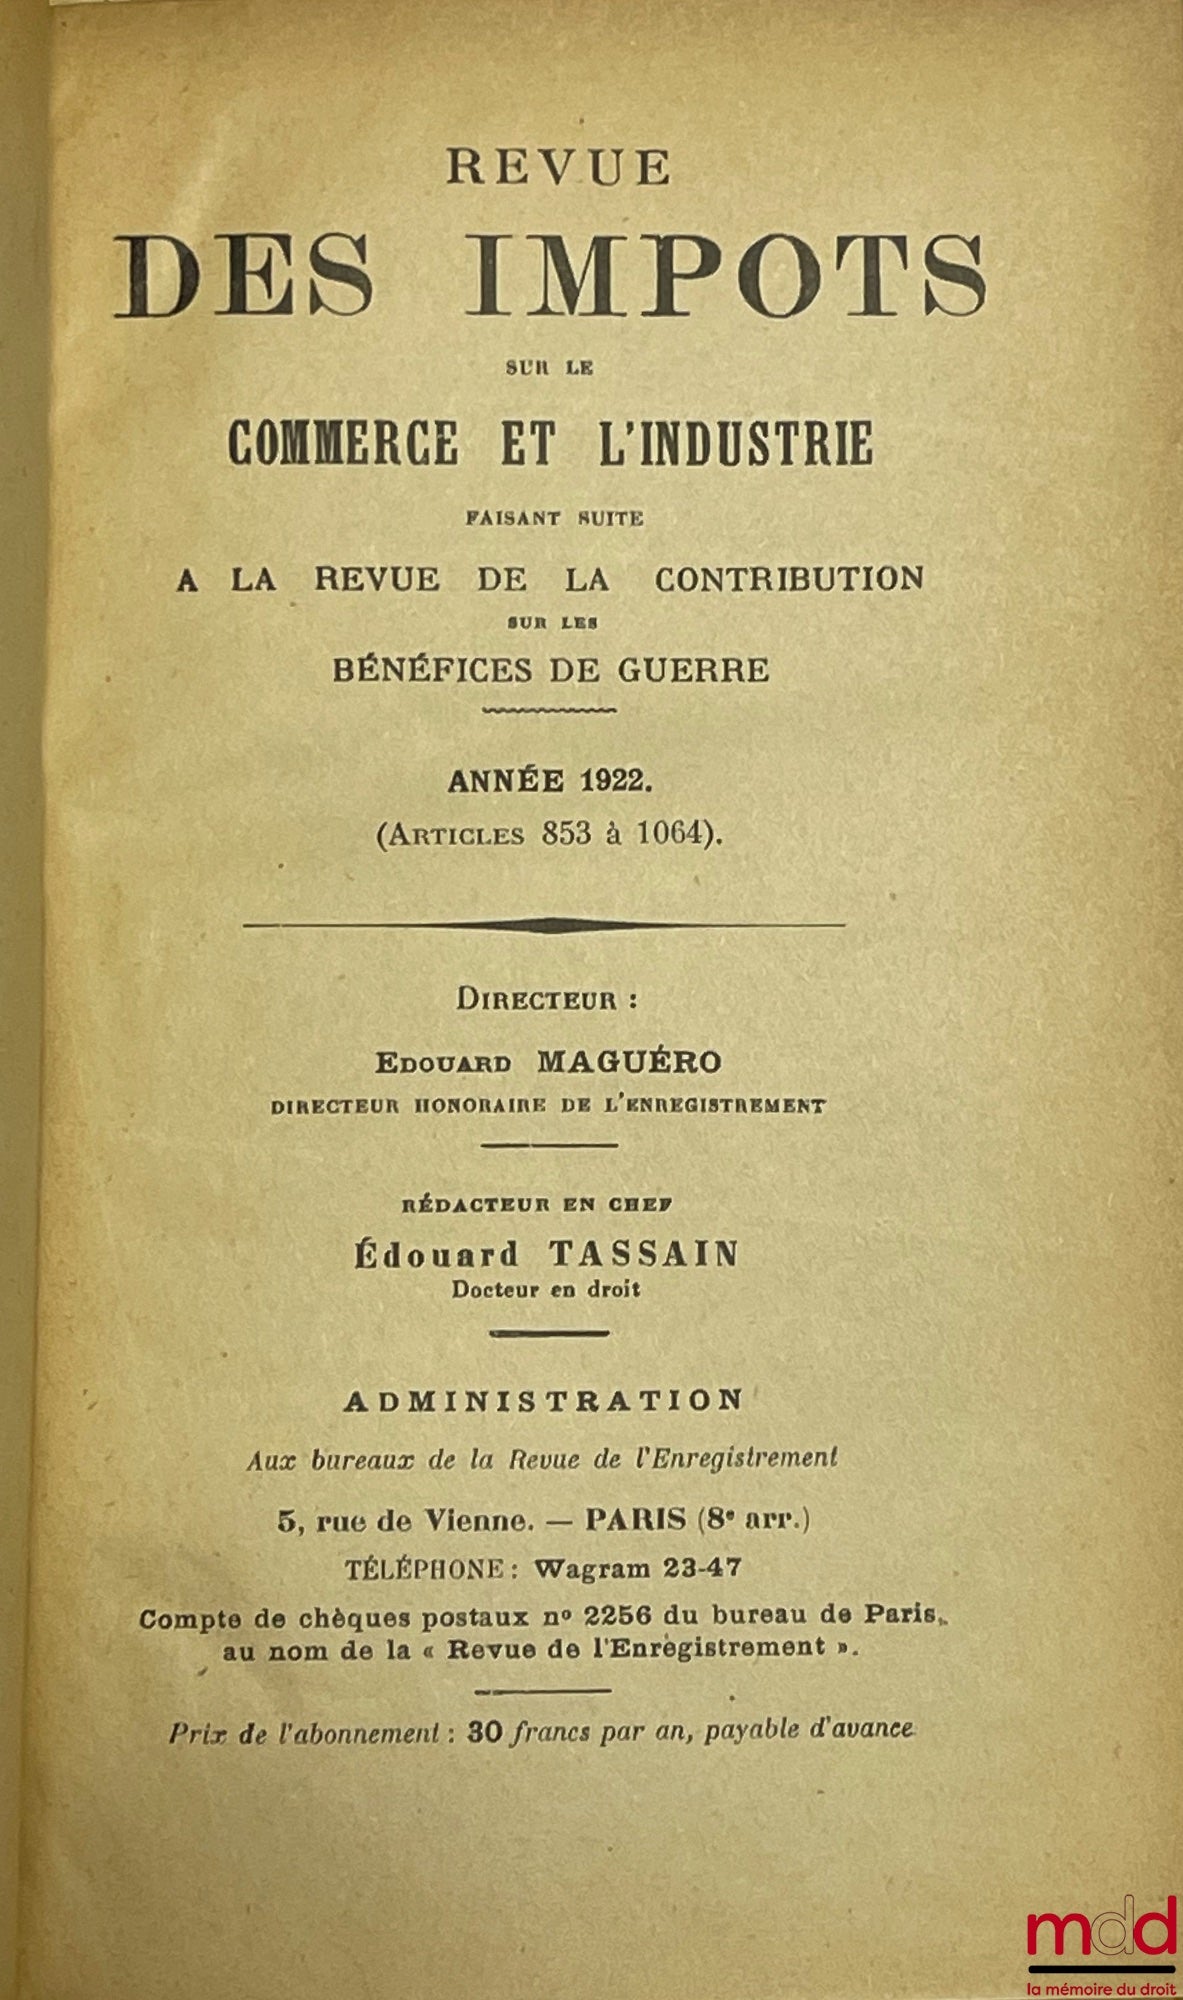 REVUE
DES IMPOTS
SUR LE
COMMERCE ET L'INDUSTRIE
FAISANT SUITE
A LA REVUE DE LA CONTRIBUTION
SUR LES
BÉNÉFICES DE GUERRE
ANNÉE 1922.
(ARTICLES 853 à 1064).
DIRECTEUR :
EDOUARD MAGUÉRO
DIRECTEUR HONORAIRE DE L'ENREGISTREMENT
RÉDACTEUR EN CHEF
Édouard TASSAIN
Docteur en droit
ADMINISTRATION
Aux bureaux de la Revue de l'Enregistrement
5, rue de Vienne. — PARIS (8e arr.)
TÉLÉPHONE : Wagram 23-47
Compte de chèques postaux no 2256 du bureau de Paris,
au nom de la « Revue de l'Enregistrement ».
Prix de l'abonnement : 30 francs par an, payable d'avance
mdd
la mémoire du droit